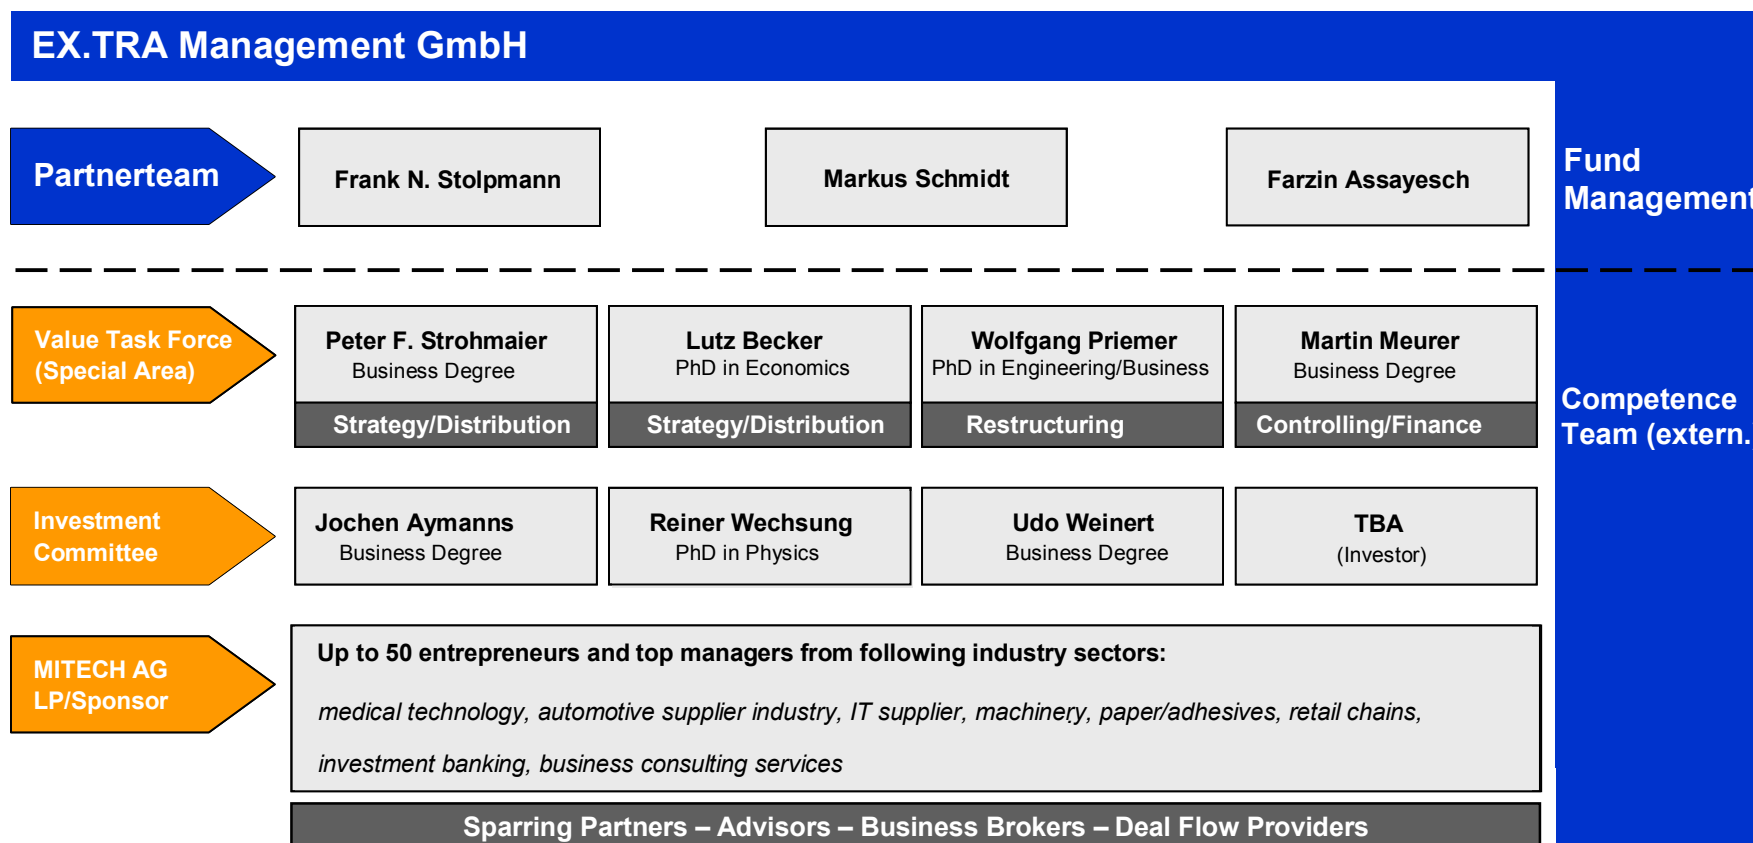 EX.TRA Management GmbH
Partnerteam
Frank N. Stolpmann
Markus Schmidt
Farzin Assayesch
Fund
Management
Value Task Force
(Special Area)
Peter F. Strohmaier
Business Degree
Strategy/Distribution
Lutz Becker
PhD in Economics
Strategy/Distribution
Wolfgang Priemer
PhD in Engineering/Business
Restructuring
Martin Meurer
Business Degree
Controlling/Finance
Competence
Team (extern.)
Investment
Committee
Jochen Aymanns
Business Degree
Reiner Wechsung
PhD in Physics
Udo Weinert
Business Degree
TBA
(Investor)
MITECH AG
LP/Sponsor
Up to 50 entrepreneurs and top managers from following industry sectors:
medical technology, automotive supplier industry, IT supplier, machinery, paper/adhesives, retail chains,
investment banking, business consulting services
Sparring Partners – Advisors – Business Brokers – Deal Flow Providers